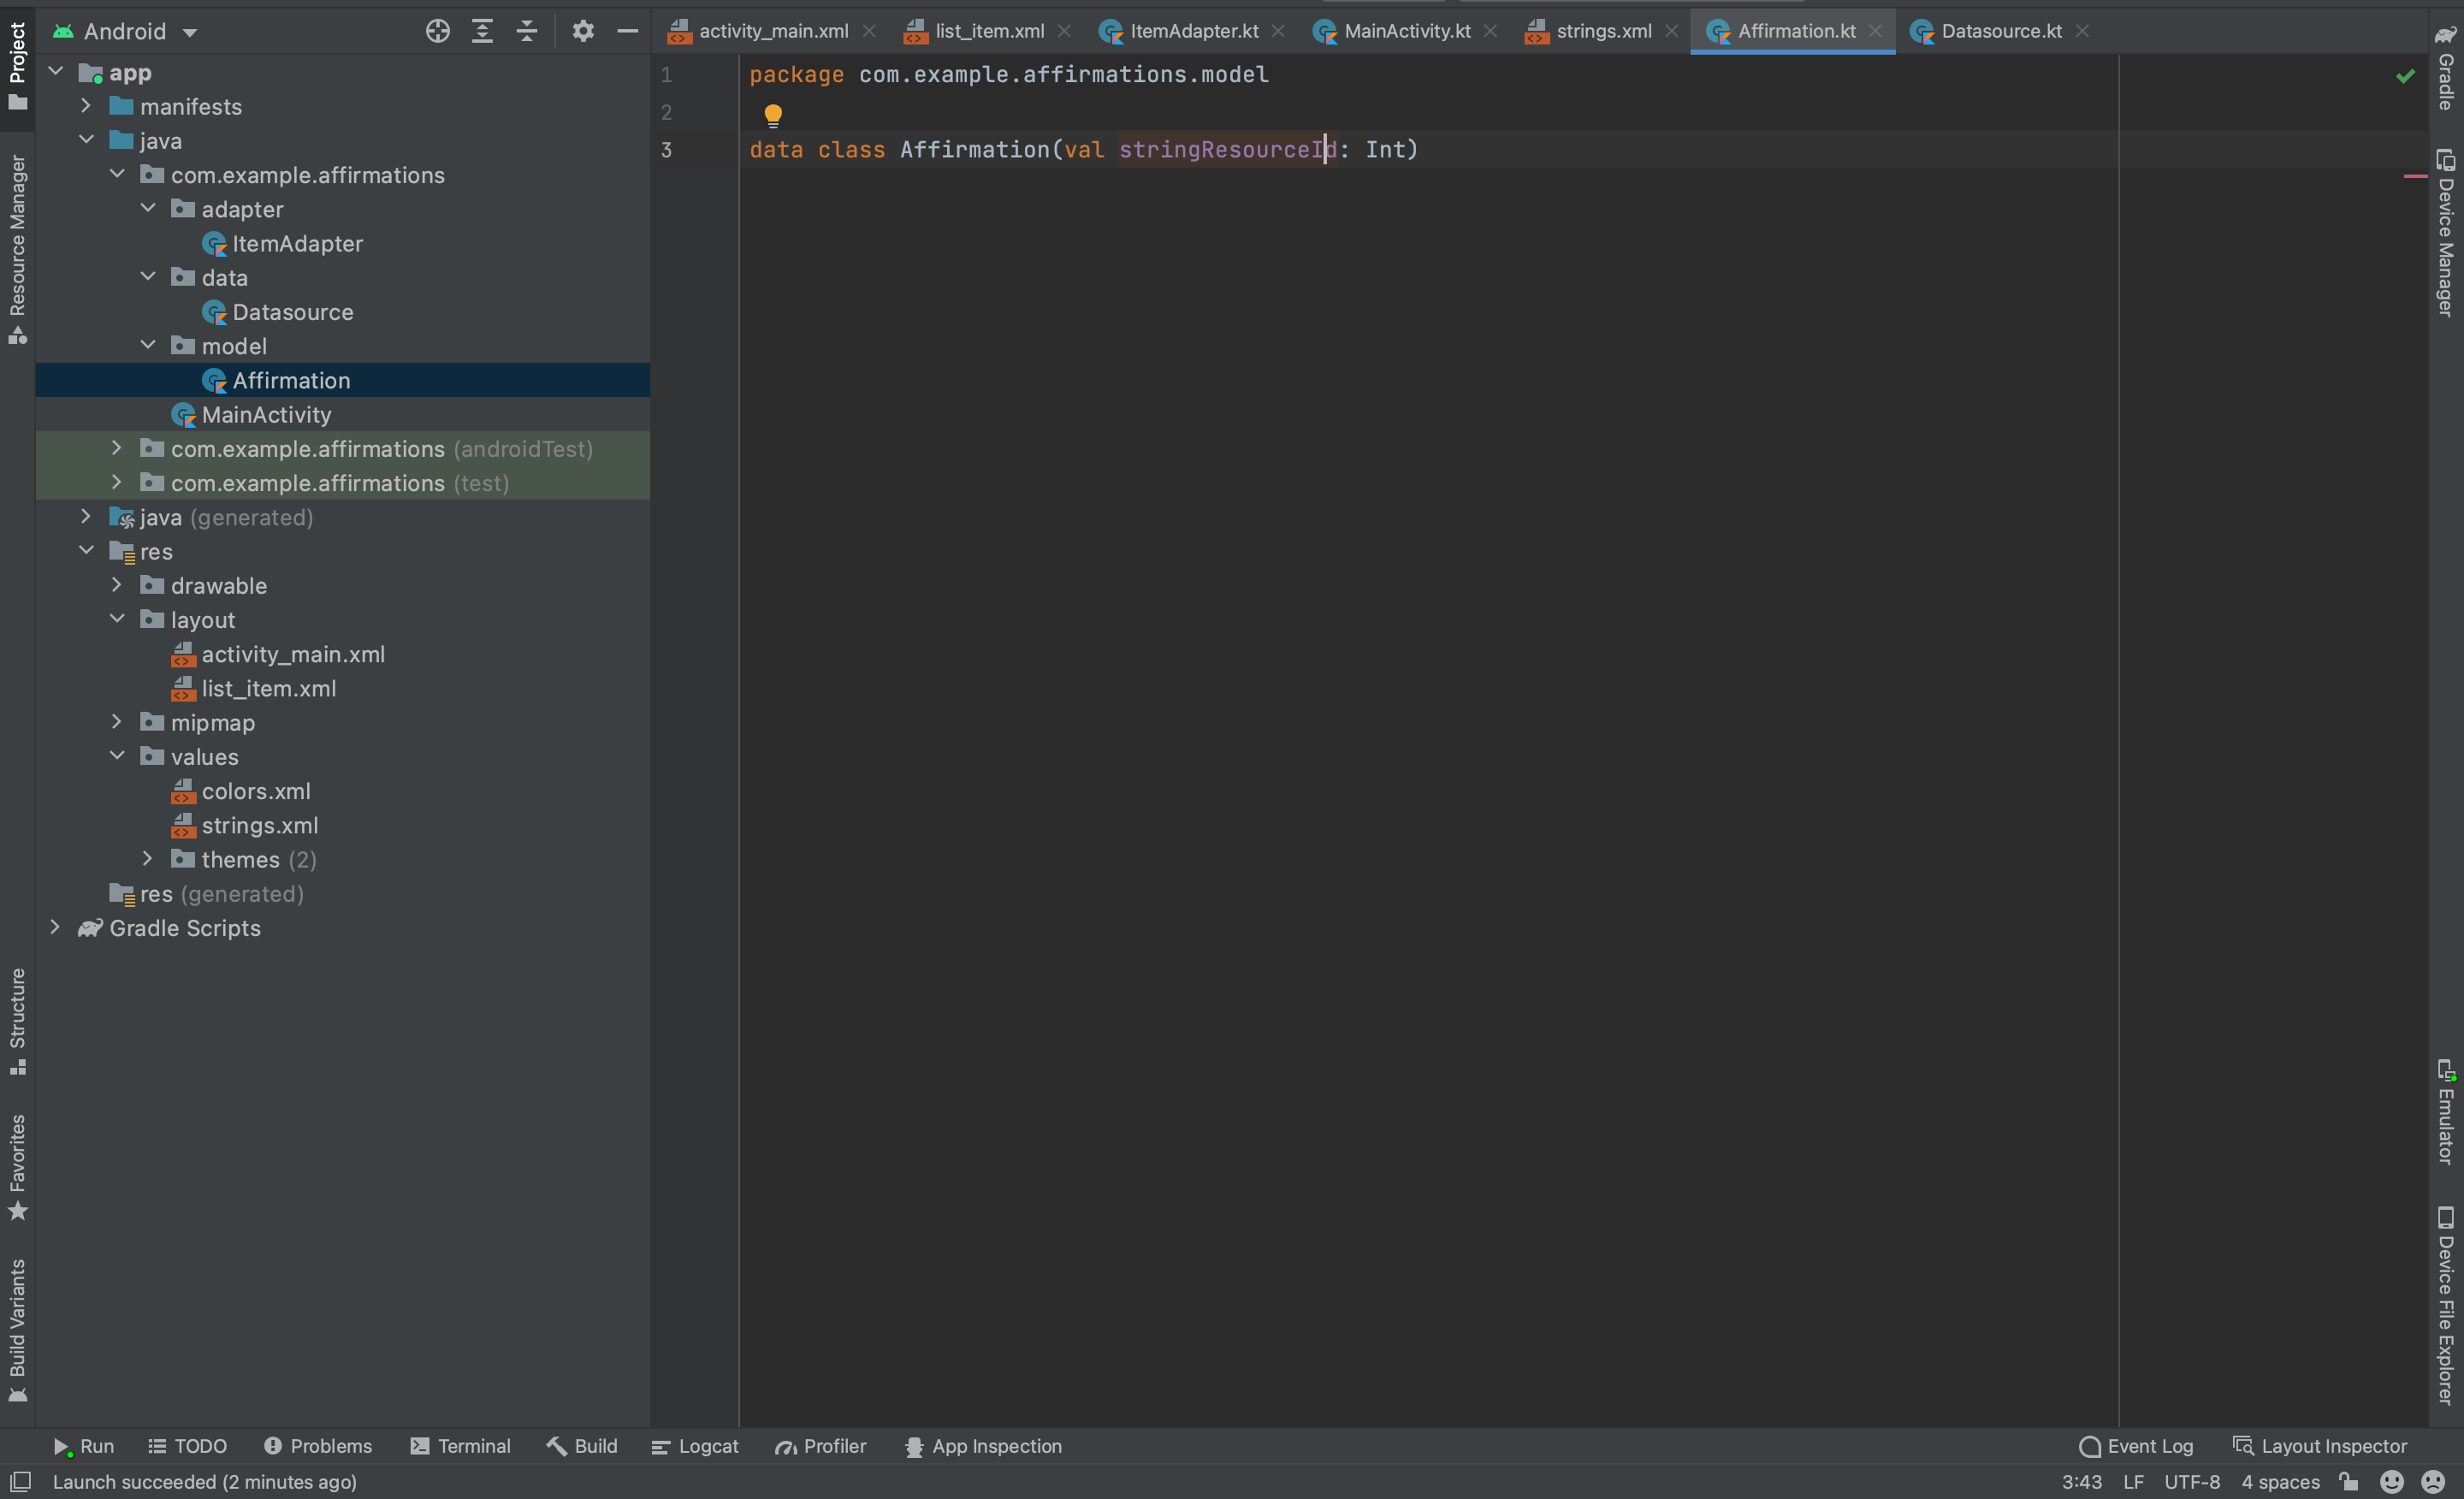 Android
activity_main.xml
list_item.xml
ItemAdapter.kt
MainActivity.kt
strings.xml
Affirmation.kt
Datasource.kt
Project
Resource Manager
Structure
Favorites
Build Variants
app
manifests
java
com.example.affirmations
adapter
ItemAdapter
data
Datasource
model
Affirmation
MainActivity
com.example.affirmations (androidTest)
com.example.affirmations (test)
java (generated)
res
drawable
layout
activity_main.xml
list_item.xml
mipmap
values
colors.xml
strings.xml
themes (2)
res (generated)
Gradle Scripts
1 package com.example.affirmations.model
2
3 data class Affirmation(val stringResourceId: Int)
Gradle
Device Manager
Emulator
Device File Explorer
Run
TODO
Problems
Terminal
Build
Logcat
Profiler
App Inspection
Event Log
Layout Inspector
Launch succeeded (2 minutes ago)
3:43
LF
UTF-8
4 spaces